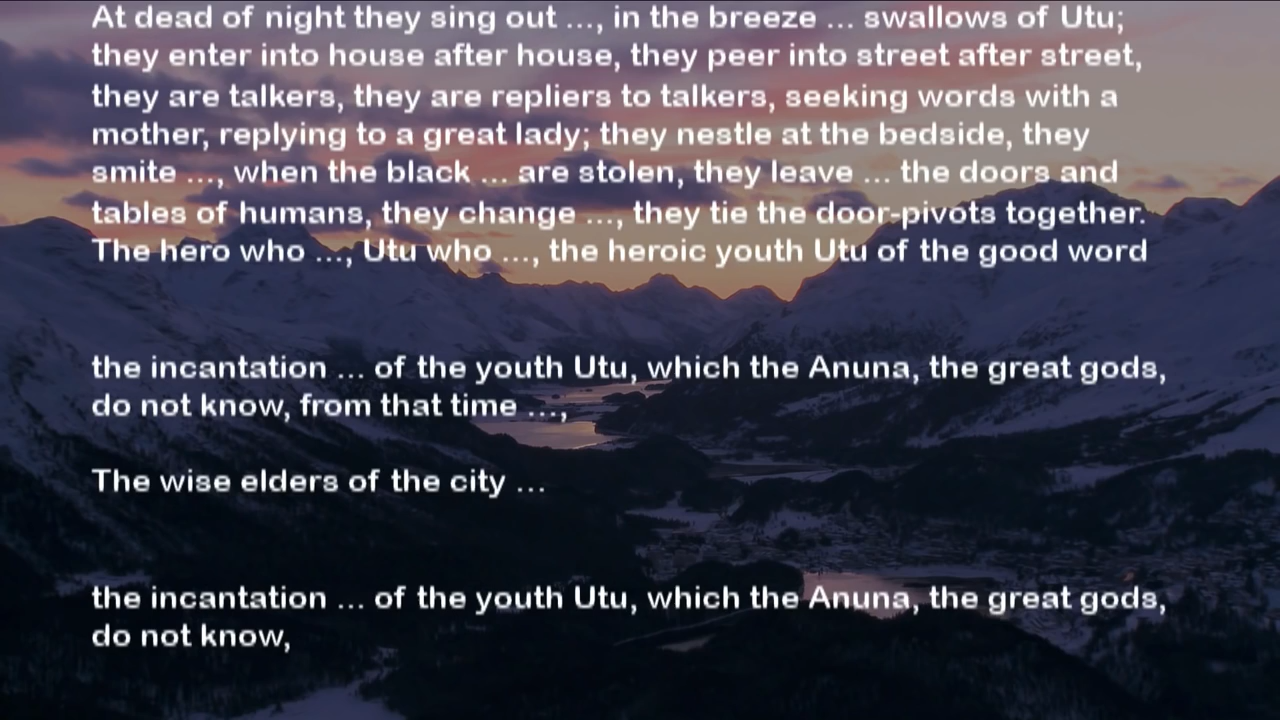 At dead of night they sing out ..., in the breeze ... swallows of Utu;
they enter into house after house, they peer into street after street,
they are talkers, they are repliers to talkers, seeking words with a
mother, replying to a great lady; they nestle at the bedside, they
smite ..., when the black ... are stolen, they leave ... the doors and
tables of humans, they change ..., they tie the door-pivots together.
The hero who ..., Utu who ..., the heroic youth Utu of the good word
the incantation ... of the youth Utu, which the Anuna, the great gods,
do not know, from that time ...,
The wise elders of the city ...
the incantation ... of the youth Utu, which the Anuna, the great gods,
do not know,